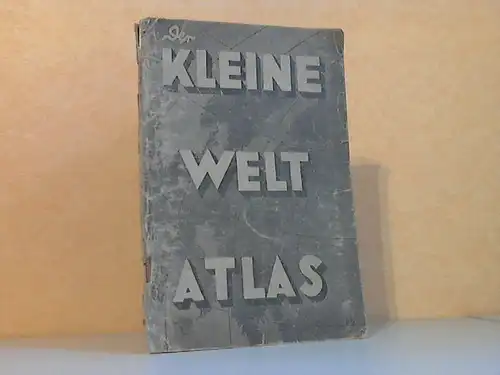 Der
KLEINE
WELT
ATLAS